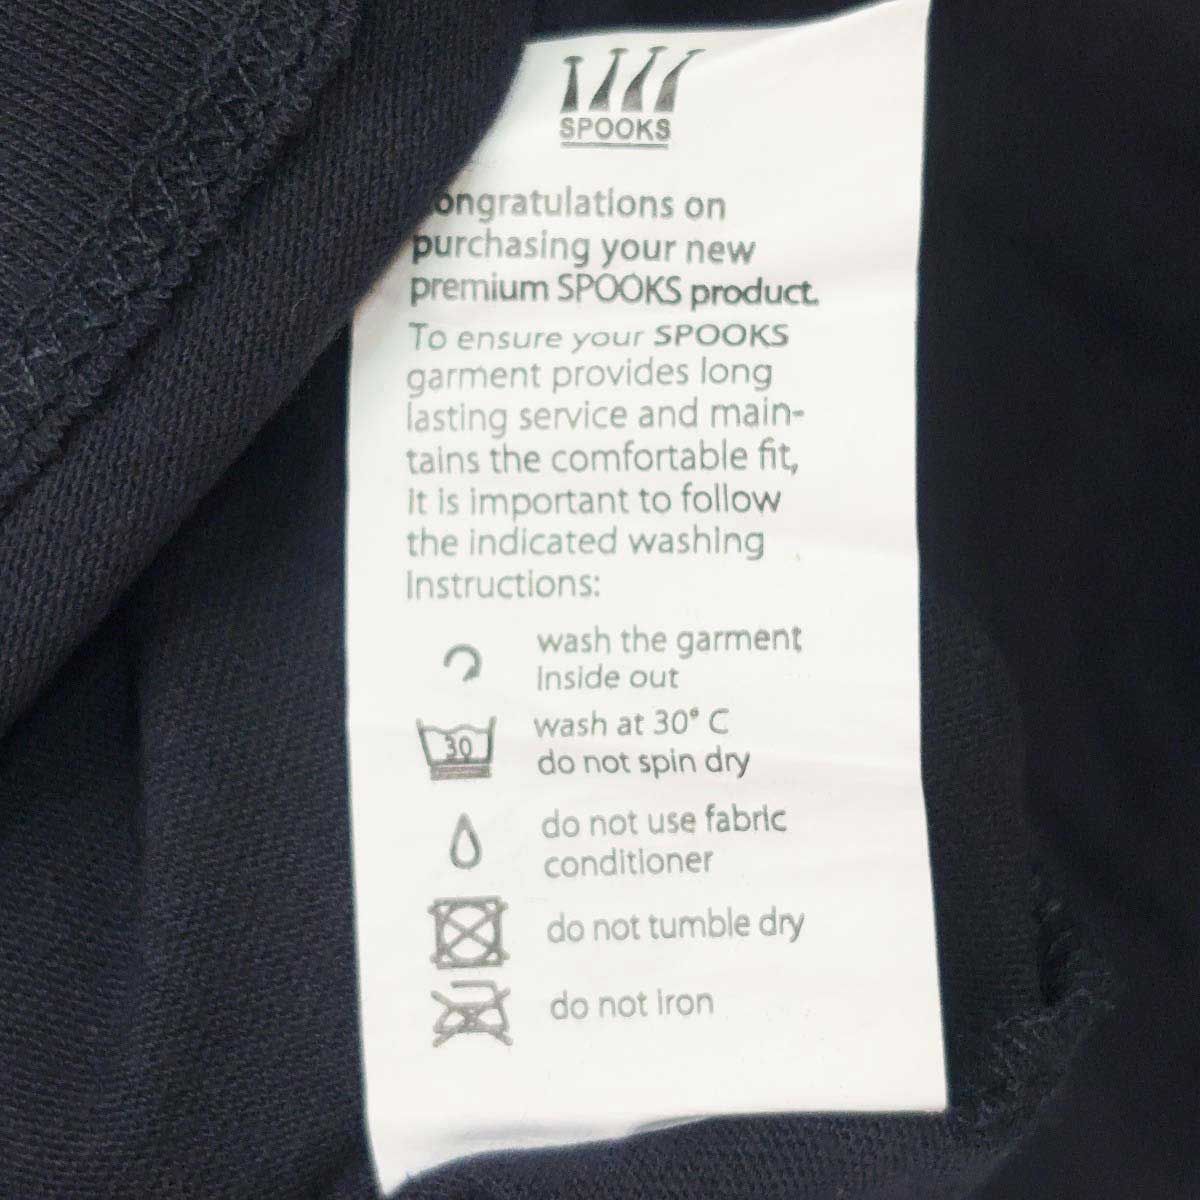 SPOOKS
Congratulations on
purchasing your new
premium SPOOKS product.
To ensure your SPOOKS
garment provides long
lasting service and main-
tains the comfortable fit,
it is important to follow
the indicated washing
Instructions:
wash the garment
inside out
30
wash at 30° C
do not spin dry
do not use fabric
conditioner
do not tumble dry
do not iron